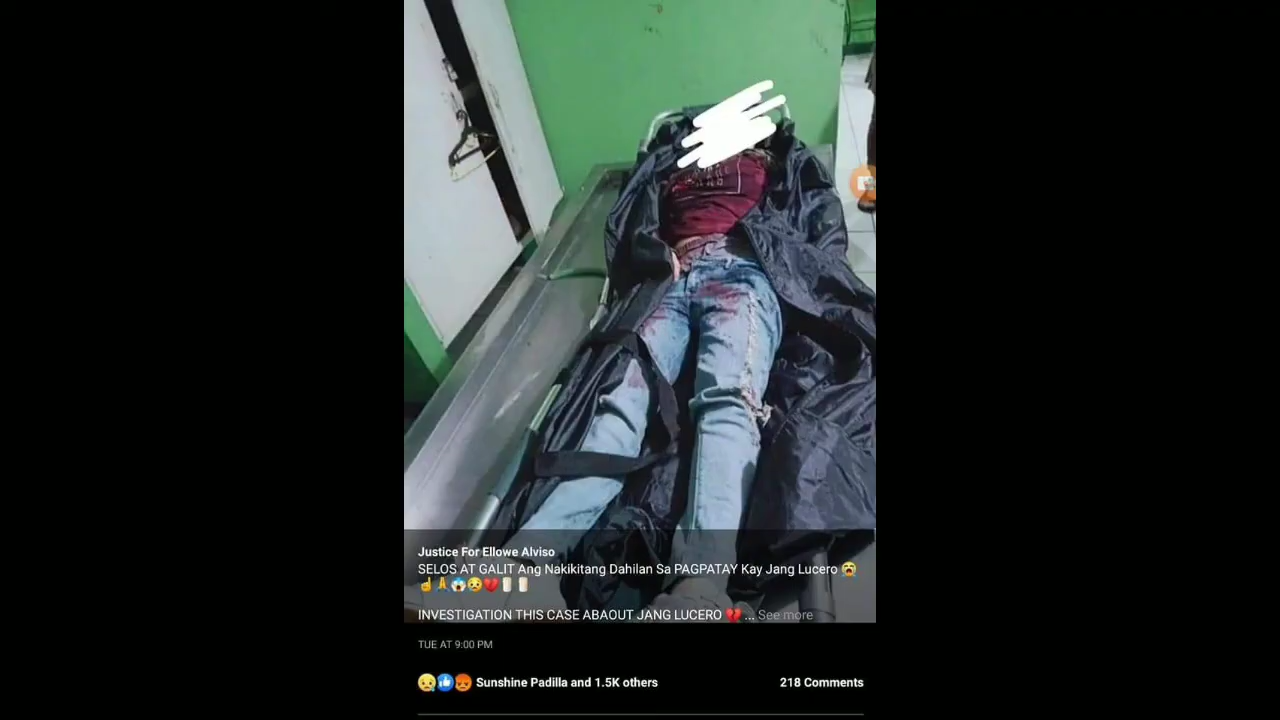 Justice For Ellowe Alviso
SELOS AT GALIT Ang Nakikitang Dahilan Sa PAGPATAY Kay Jang Lucero 😭
☝️🙏😱😢💔🥛🥛
INVESTIGATION THIS CASE ABAOUT JANG LUCERO 💔 ... See more
TUE AT 9:00 PM
Sunshine Padilla and 1.5K others
218 Comments